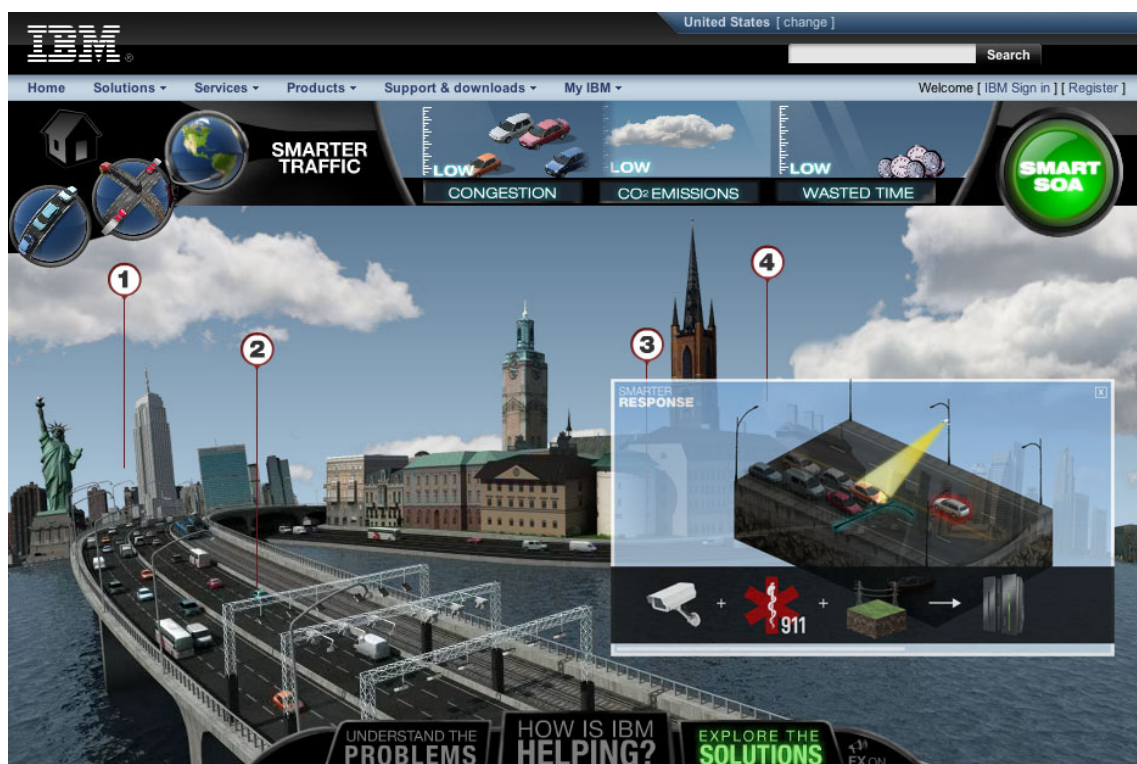 United States [ change ]
IBM®
Search
Home Solutions Services Products Support & downloads My IBM Welcome [ IBM Sign in ] [ Register ]
SMARTER
TRAFFIC
LOW
CONGESTION
LOW
CO2 EMISSIONS
LOW
WASTED TIME
SMART
SOA
1
2
3
4
SMARTER
RESPONSE
X
+ 911 +
UNDERSTAND THE
PROBLEMS
HOW IS IBM
HELPING?
EXPLORE THE
SOLUTIONS
FX ON